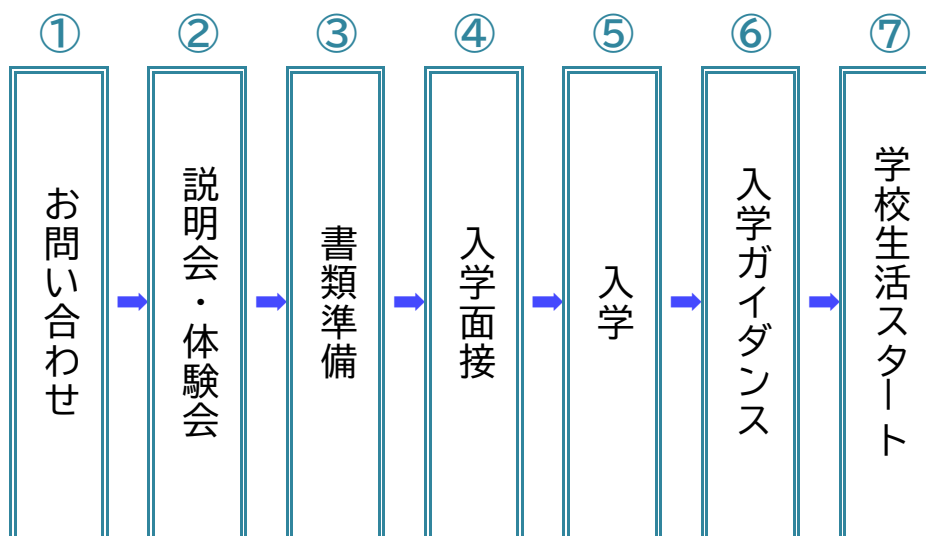 ①
お問い合わせ
②
説明会・体験会
③
書類準備
④
入学面接
⑤
入学
⑥
入学ガイダンス
⑦
学校生活スタート